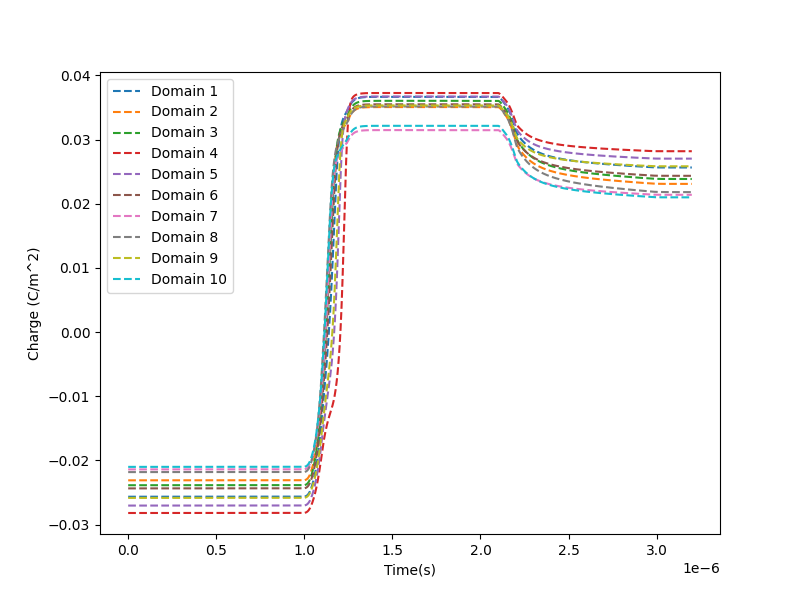 0.04
0.03
0.02
0.01
0.00
−0.01
−0.02
−0.03
Charge (C/m^2)
Domain 1
Domain 2
Domain 3
Domain 4
Domain 5
Domain 6
Domain 7
Domain 8
Domain 9
Domain 10
0.0 0.5 1.0 1.5 2.0 2.5 3.0
1e−6
Time(s)